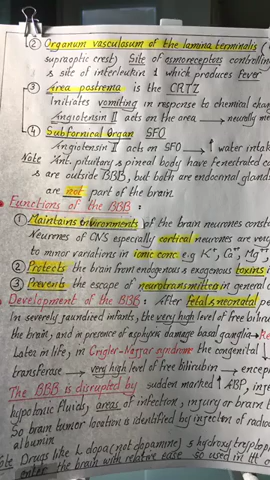 ② Organum vasculosum of the lamina terminalis (
supraoptic crest) Site of osmoreceptors controllin
& site of interleukin 1 which produces fever
③ Area postrema is the CRTZ
Initiates vomiting in response to chemical chan
Angiotensin II acts on the area → neurally me
④ Subfornical Organ SFO
Angiotensin II acts on SFO → ↑ water intak
Note Ant. pituitary & pineal body have fenestrated ca
& are outside BBB, but both are endocrinal glands
are not part of the brain.
Functions of the BBB:
① Maintains environments of the brain neurones consta
Neurones of CNS especially cortical neurones are very
to minor variations in ionic conc. e.g K⁺, Ca⁺⁺, Mg⁺⁺
② Protects the brain from endogenous & exogenous toxins i
③ Prevents the escape of neurotransmitters in general c
Development of the BBB: After fetal & neonatal pe
In severely jaundiced infants, the very high level of free bilirub
the brain, and in presence of asphyxia damage basal ganglia →
Later in life, in Crigler-Najjar syndrome the congenital
transferase → very high level of free bilirubin → encep
The BBB is disrupted by sudden marked ↑ ABP, inje
hypotonic fluids, areas of infection, injury or brain t
So brain tumor location is identified by injection of radio
albumin
Note Drugs like L dopa (not dopamine) & hydroxytryptop
enter the brain with relative ease so used in tt of